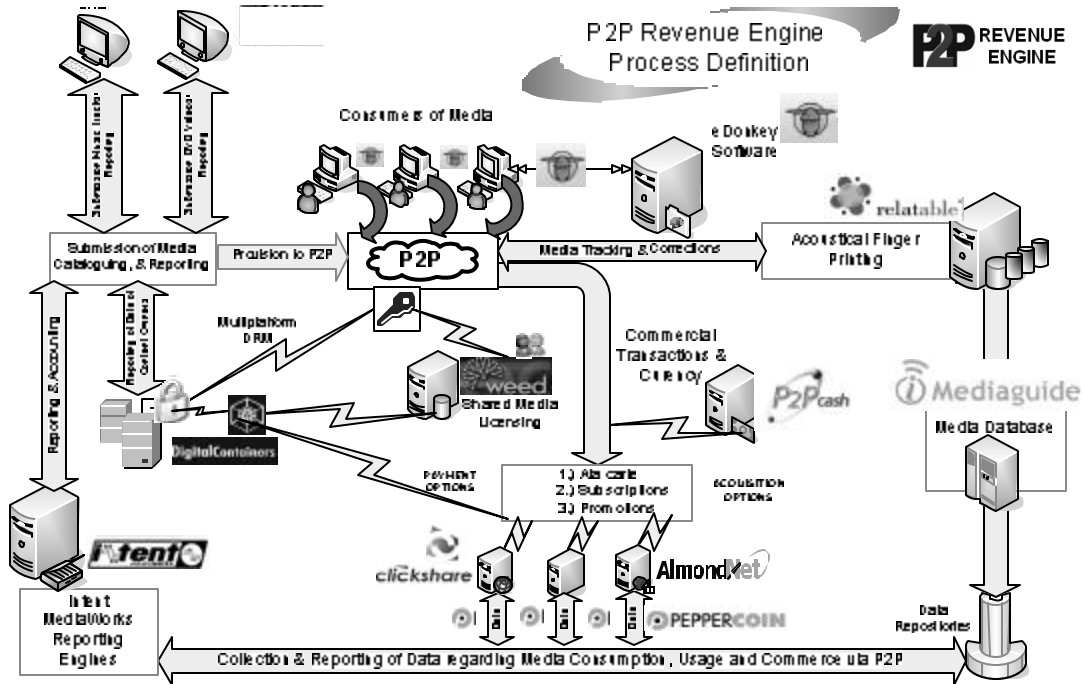 P2P Revenue Engine
Process Definition
P2P REVENUE
ENGINE
Consumers of Media
eDonkey
Software
relatable
Submission of Media
Cataloguing, & Reporting
Provision to P2P
P2P
Media Tracking & Corrections
Acoustical Finger
Printing
Reporting & Accounting
Multiplatform
DRM
weed
Shared Media
Licensing
Commercial
Transactions &
Currency
P2Pcash
Mediaguide
Media Database
DigitalContainers
PAYMENT
OPTIONS
1.) Ala carte
2.) Subscriptions
3.) Promotions
ACQUISITION
OPTIONS
intent
clickshare
AlmondNet
Intent
MediaWorks
Reporting
Engines
Data
Data
Data
PEPPERCOIN
Data
Repositories
Collection & Reporting of Data regarding Media Consumption, Usage and Commerce via P2P